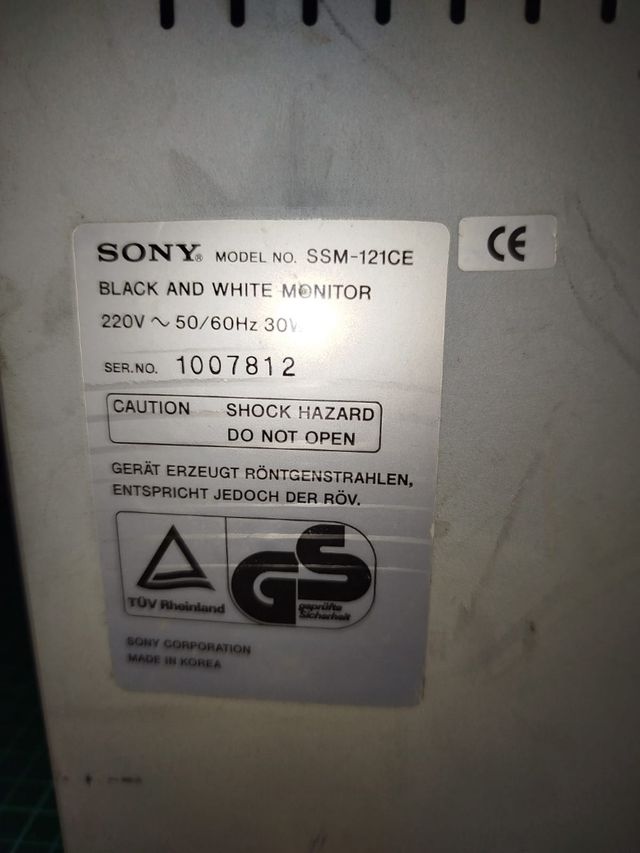 SONY® MODEL NO. SSM-121CE
CE
BLACK AND WHITE MONITOR
220V ~ 50/60Hz 30W
SER.NO. 1007812
CAUTION SHOCK HAZARD
DO NOT OPEN
GERÄT ERZEUGT RÖNTGENSTRAHLEN,
ENTSPRICHT JEDOCH DER RÖV.
TÜV Rheinland
GS
geprüfte
Sicherheit
SONY CORPORATION
MADE IN KOREA